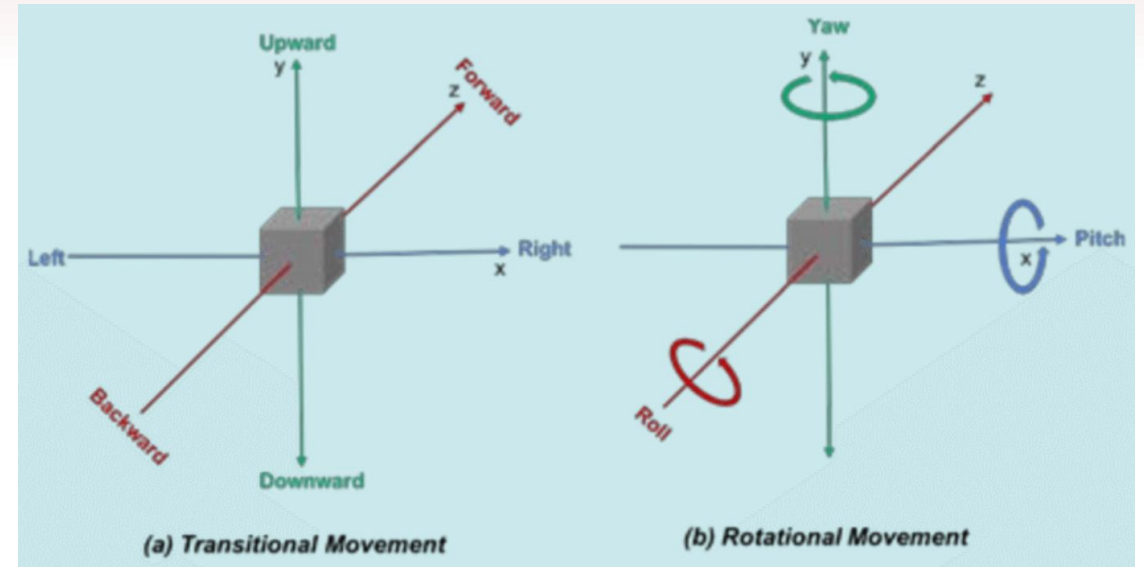 Upward
y
z
Forward
Left
Right
x
Backward
Downward
(a) Transitional Movement
Yaw
y
z
Pitch
x
Roll
(b) Rotational Movement